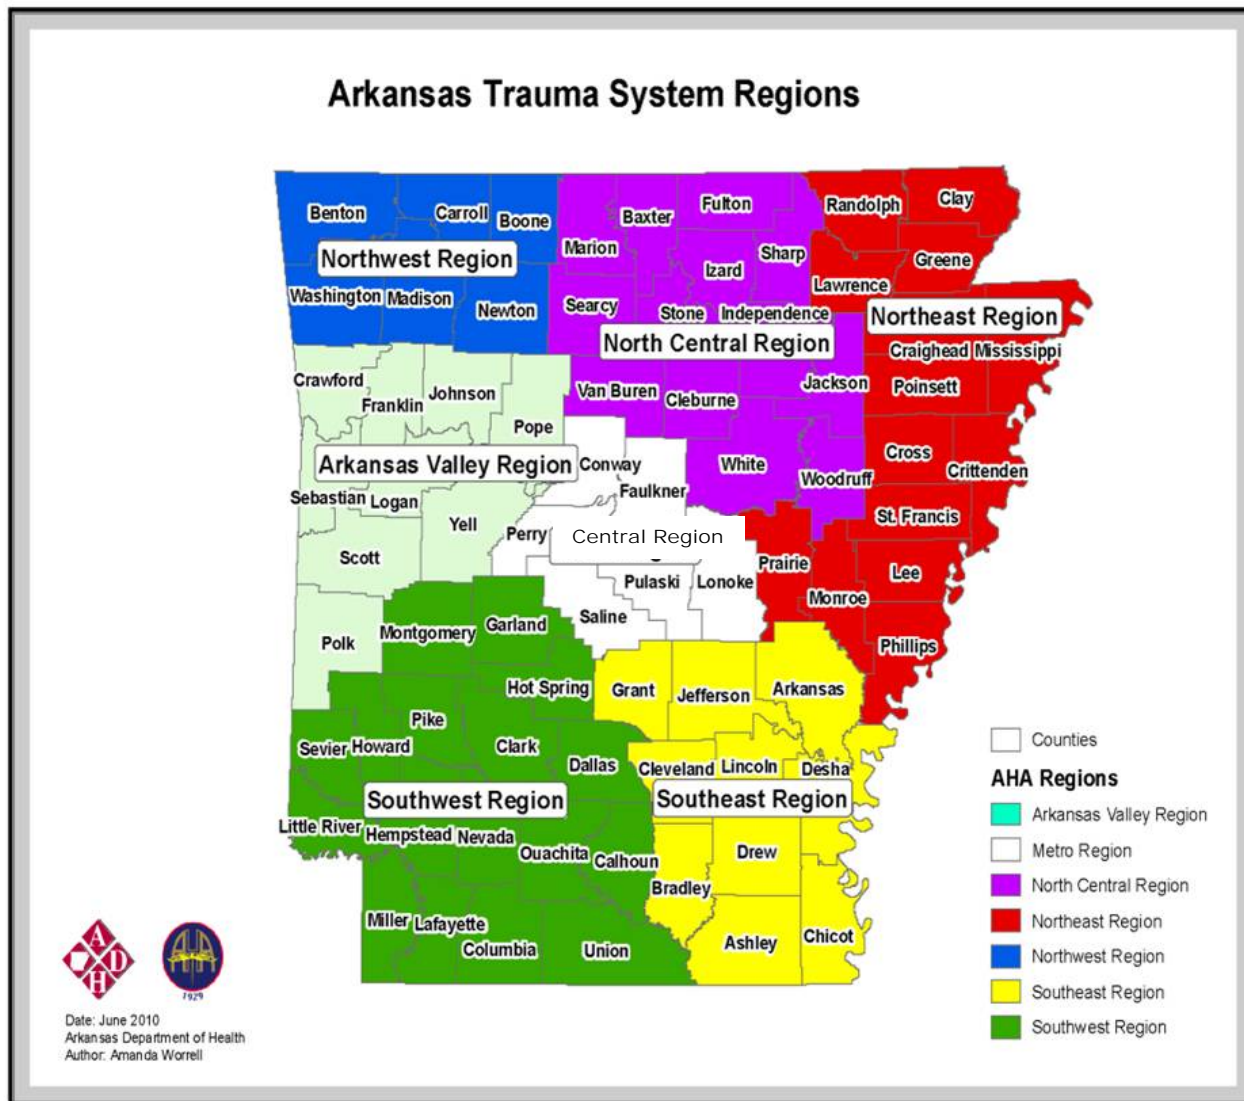 Arkansas Trauma System Regions
Benton
Carroll
Boone
Northwest Region
Washington
Madison
Newton
Baxter
Fulton
Marion
Sharp
Izard
Searcy
Stone
Independence
North Central Region
Van Buren
Cleburne
Jackson
White
Woodruff
Randolph
Clay
Greene
Lawrence
Northeast Region
Craighead
Mississippi
Poinsett
Cross
Crittenden
St. Francis
Prairie
Lee
Monroe
Phillips
Crawford
Franklin
Johnson
Pope
Arkansas Valley Region
Sebastian
Logan
Yell
Scott
Polk
Conway
Faulkner
Perry
Central Region
Pulaski
Lonoke
Saline
Montgomery
Garland
Hot Spring
Pike
Sevier
Howard
Clark
Dallas
Southwest Region
Little River
Hempstead
Nevada
Ouachita
Calhoun
Miller
Lafayette
Columbia
Union
Grant
Jefferson
Arkansas
Cleveland
Lincoln
Desha
Southeast Region
Drew
Bradley
Ashley
Chicot
Counties
AHA Regions
Arkansas Valley Region
Metro Region
North Central Region
Northeast Region
Northwest Region
Southeast Region
Southwest Region
A
D
H
AHA
1929
Date: June 2010
Arkansas Department of Health
Author: Amanda Worrell